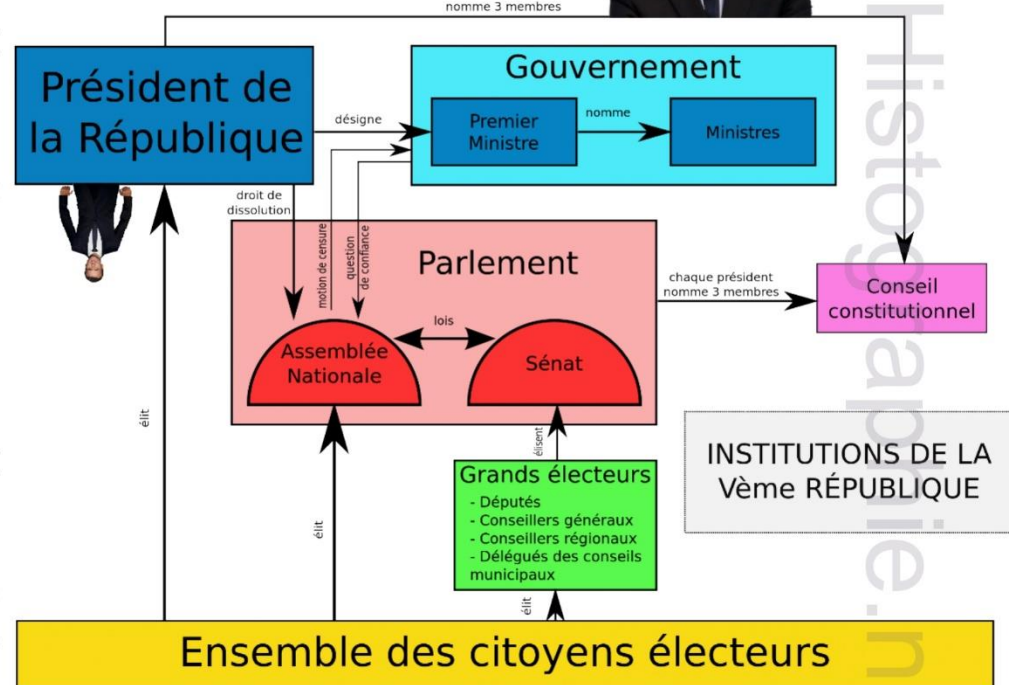 nomme 3 membres
Président de
la République
désigne
Gouvernement
Premier
Ministre
nomme
Ministres
droit de
dissolution
motion de censure
question
de confiance
Parlement
chaque président
nomme 3 membres
Conseil
constitutionnel
Assemblée
Nationale
lois
Sénat
élit
élit
élisent
Grands électeurs
- Députés
- Conseillers généraux
- Conseillers régionaux
- Délégués des conseils
municipaux
élit
INSTITUTIONS DE LA
Vème RÉPUBLIQUE
Ensemble des citoyens électeurs
Histographie.n